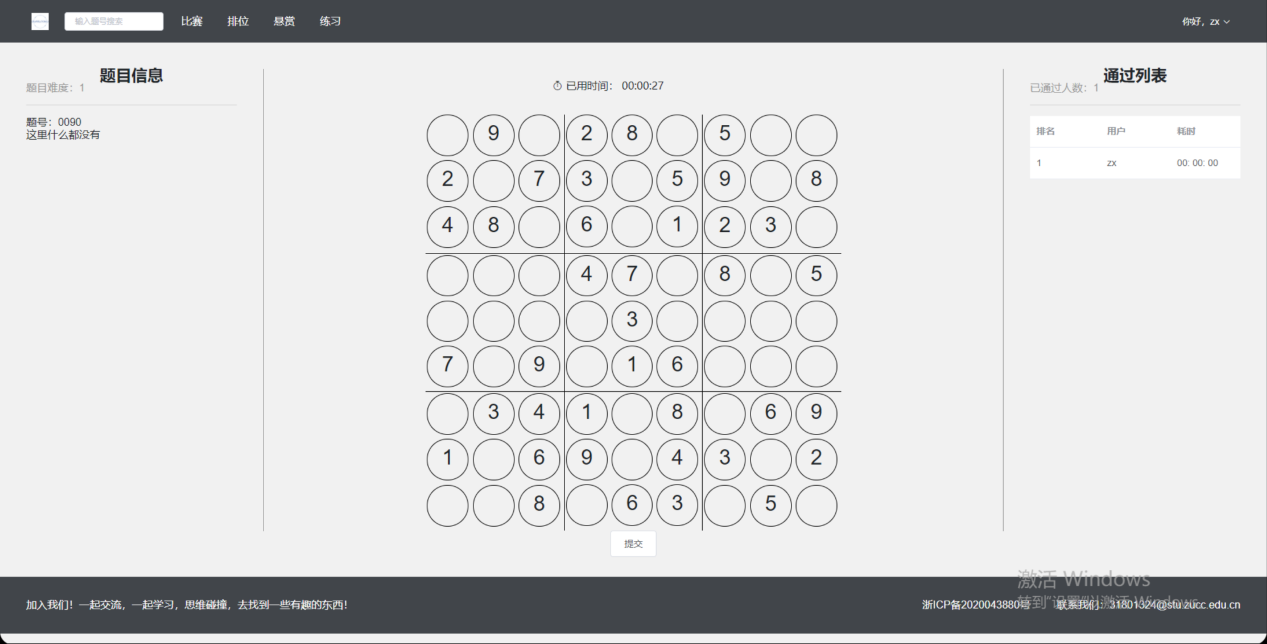 输入题号搜索 比赛 排位 悬赏 练习 你好，zx
题目信息
题目难度：1
题号：0090
这里什么都没有
已用时间： 00:00:27
9 2 8 5
2 7 3 5 9 8
4 8 6 1 2 3
4 7 8 5
3
7 9 1 6
3 4 1 8 6 9
1 6 9 4 3 2
8 6 3 5
提交
通过列表
已通过人数：1
排名 用户 耗时
1 zx 00: 00: 00
激活 Windows
转到"设置"以激活 Windows。
加入我们！一起交流，一起学习，思维碰撞，去找到一些有趣的东西！
浙ICP备2020043880号 联系我们：31801324@stu.zucc.edu.cn